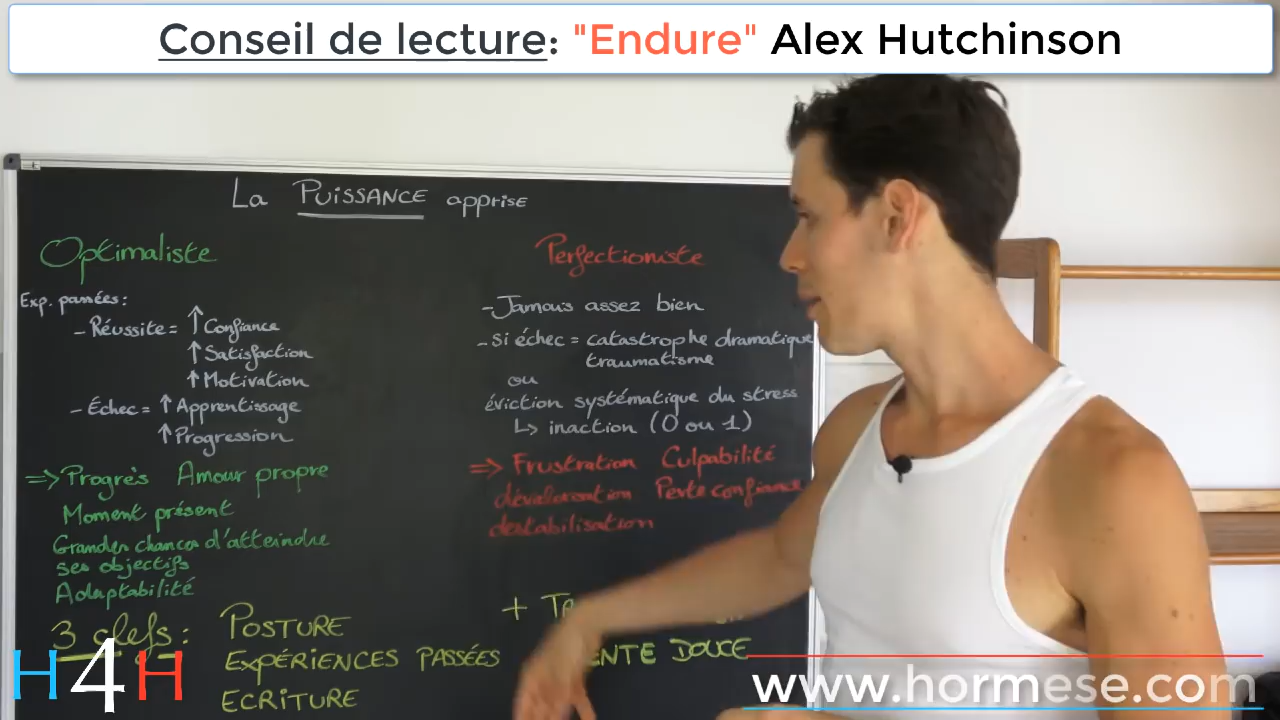 Conseil de lecture: "Endure" Alex Hutchinson
La PUISSANCE apprise
Optimaliste
Exp. passées:
- Réussite = ↑ Confiance
↑ Satisfaction
↑ Motivation
- Échec = ↑ Apprentissage
↑ Progression
=> Progrès Amour propre
Moment présent
Grandes chances d'atteindre
ses objectifs
Adaptabilité
Perfectioniste
- Jamais assez bien
- si échec = catastrophe dramatique
traumatisme
ou
éviction systématique du stress
↳ inaction (0 ou 1)
=> Frustration Culpabilité
dévalorisation Perte confiance
destabilisation
3 clefs: POSTURE
EXPÉRIENCES PASSÉES
ECRITURE
+
ENTE DOUCE
H4H
www.hormese.com